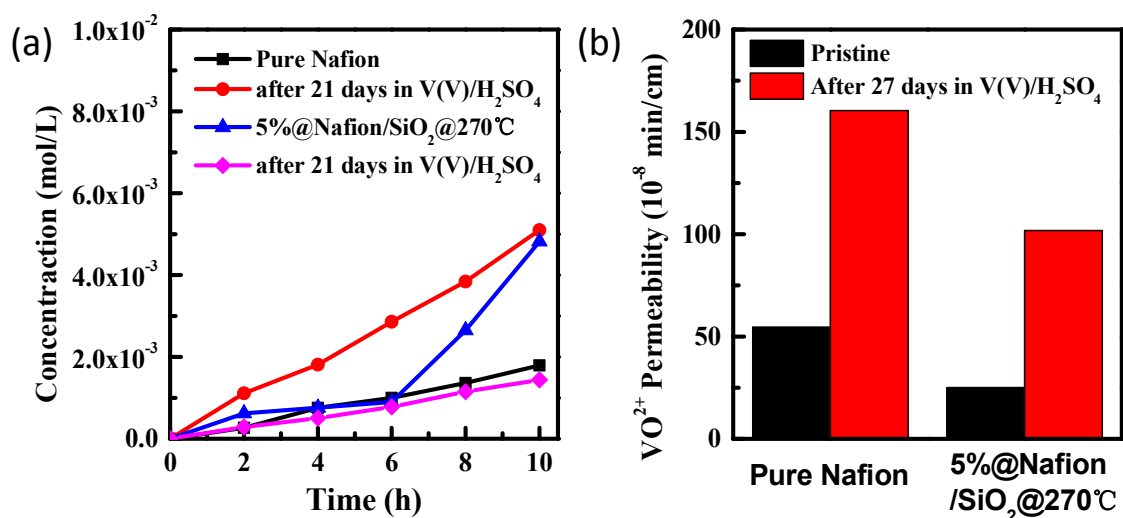 (a)
1.0x10⁻²
8.0x10⁻³
6.0x10⁻³
4.0x10⁻³
2.0x10⁻³
0.0
Concentraction (mol/L)
Pure Nafion
after 21 days in V(V)/H₂SO₄
5%@Nafion/SiO₂@270℃
after 21 days in V(V)/H₂SO₄
0 2 4 6 8 10
Time (h)
(b)
200
150
100
50
0
VO²⁺ Permeability (10⁻⁸ min/cm)
Pristine
After 27 days in V(V)/H₂SO₄
Pure Nafion
5%@Nafion
/SiO₂@270℃